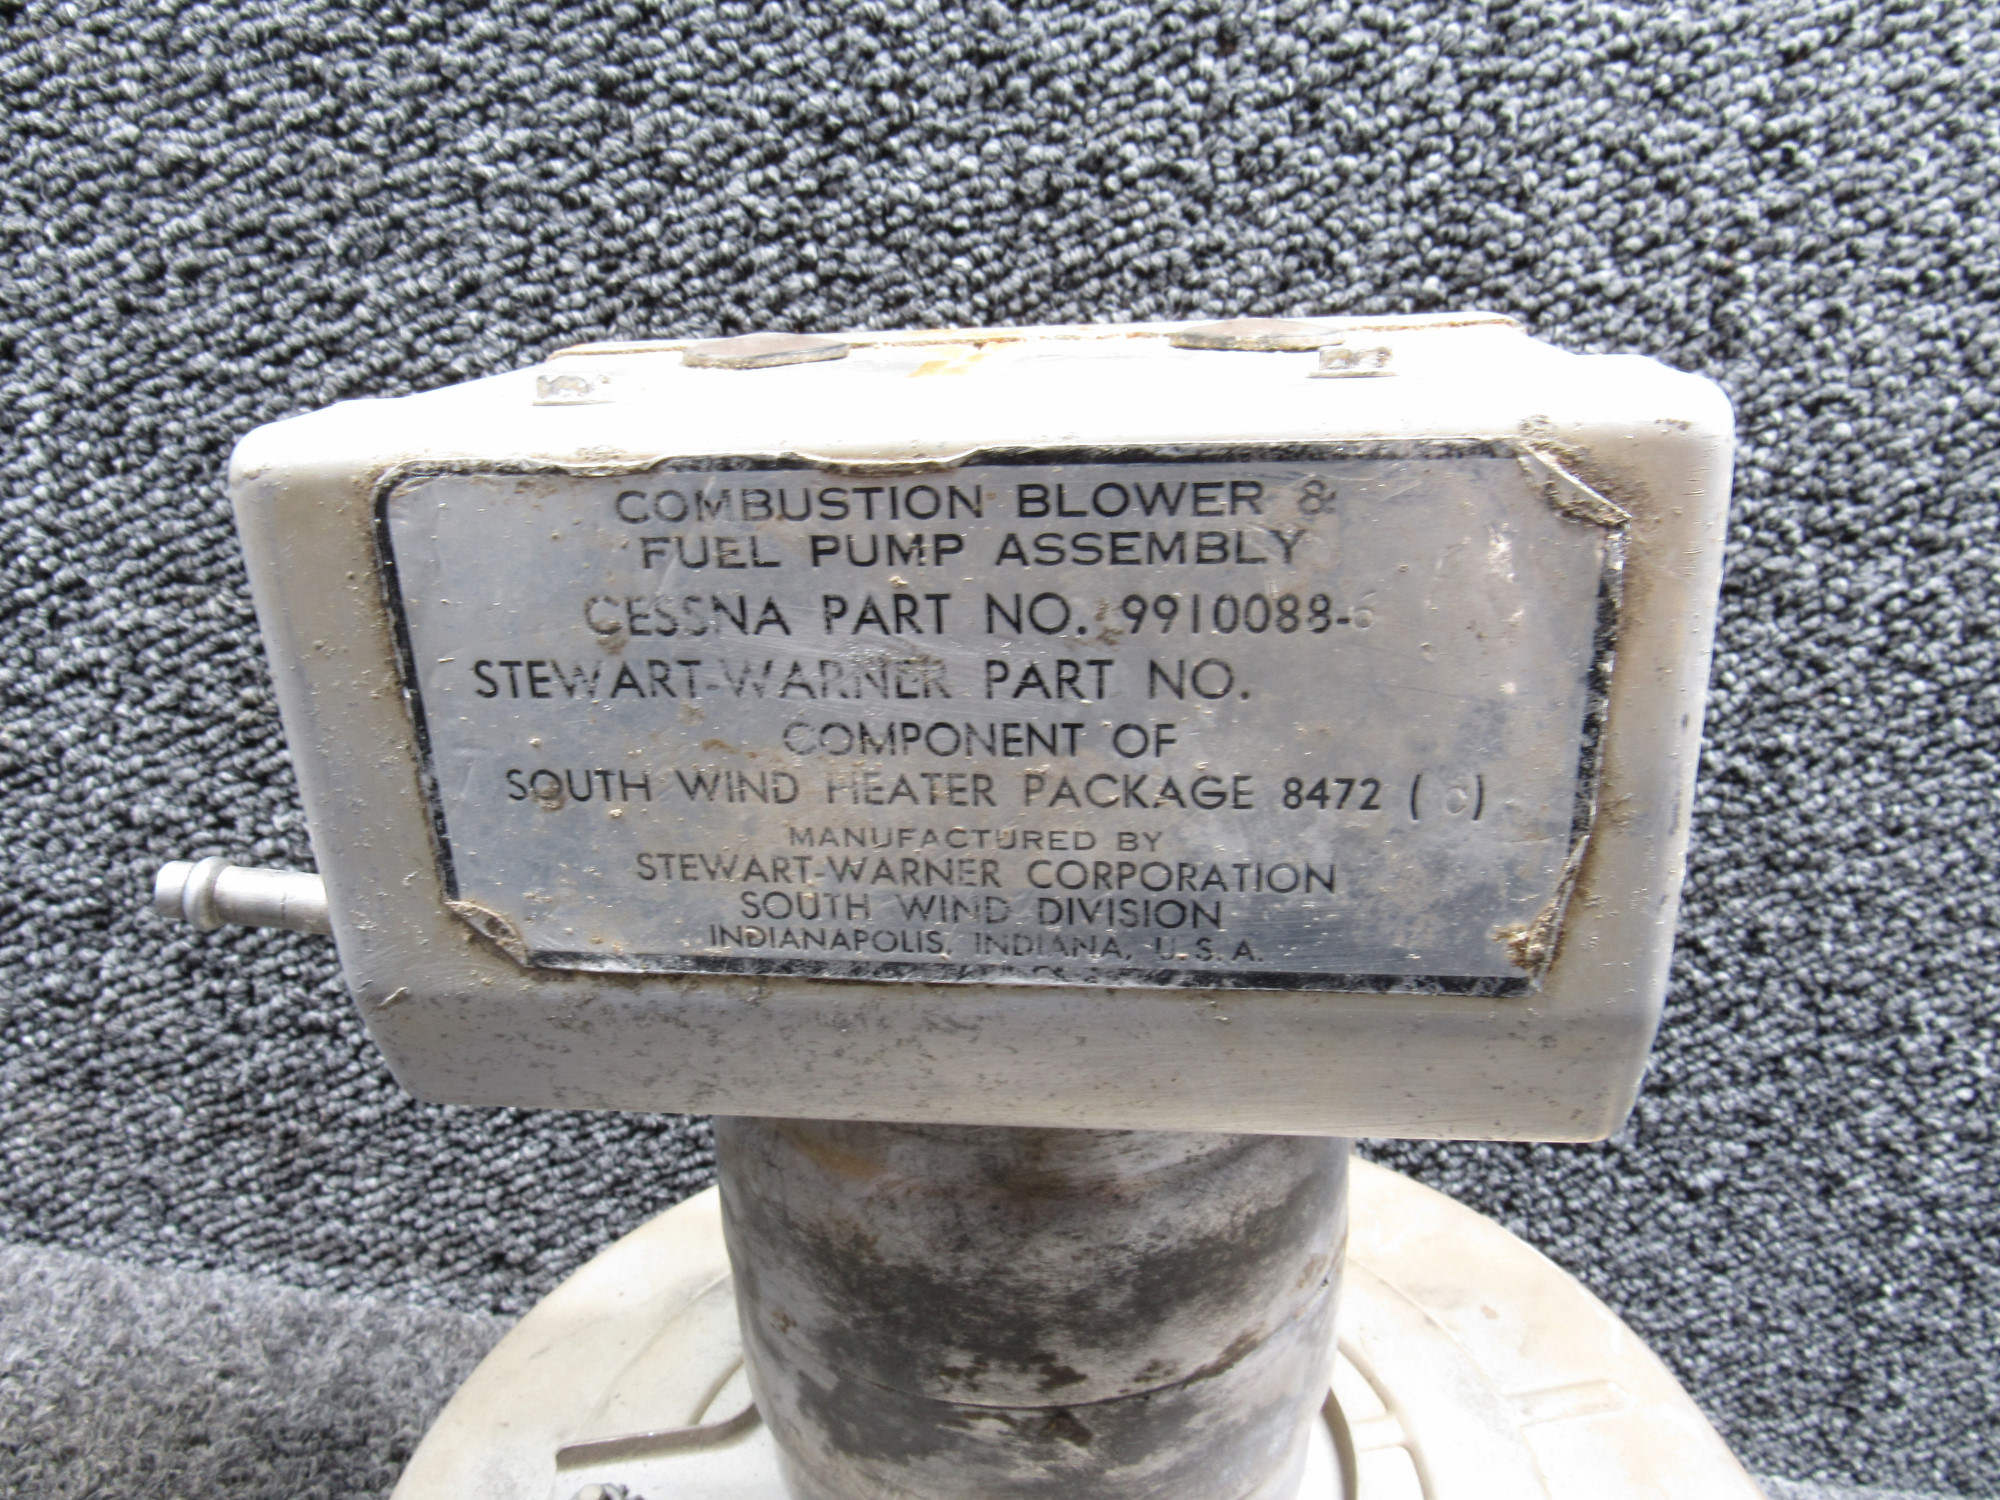 COMBUSTION BLOWER &
FUEL PUMP ASSEMBLY
CESSNA PART NO. 9910088-6
STEWART-WARNER PART NO.
COMPONENT OF
SOUTH WIND HEATER PACKAGE 8472 ( C )
MANUFACTURED BY
STEWART-WARNER CORPORATION
SOUTH WIND DIVISION
INDIANAPOLIS, INDIANA, U.S.A.